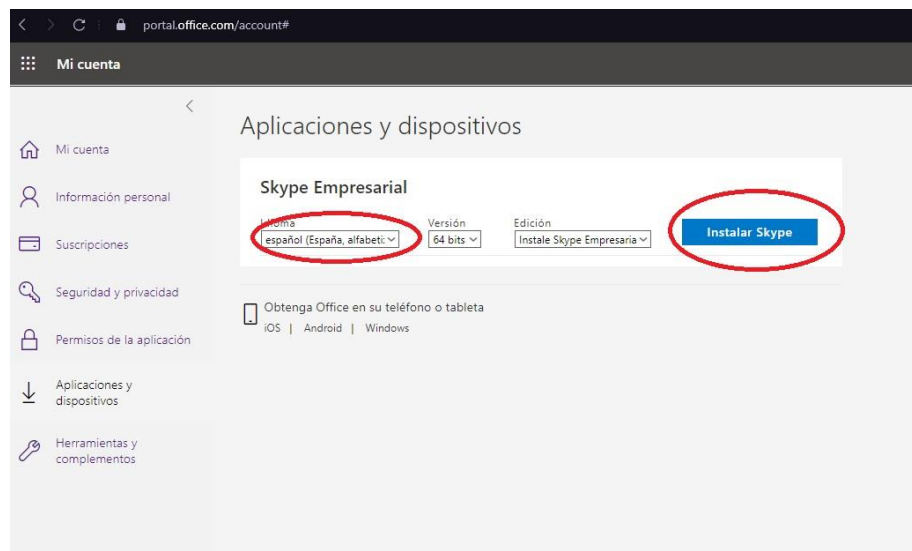 portal.office.com/account#
Mi cuenta
Mi cuenta
Información personal
Suscripciones
Seguridad y privacidad
Permisos de la aplicación
Aplicaciones y
dispositivos
Herramientas y
complementos
Aplicaciones y dispositivos
Skype Empresarial
Idioma Versión Edición
español (España, alfabetiz 64 bits Instale Skype Empresaria Instalar Skype
Obtenga Office en su teléfono o tableta
iOS | Android | Windows